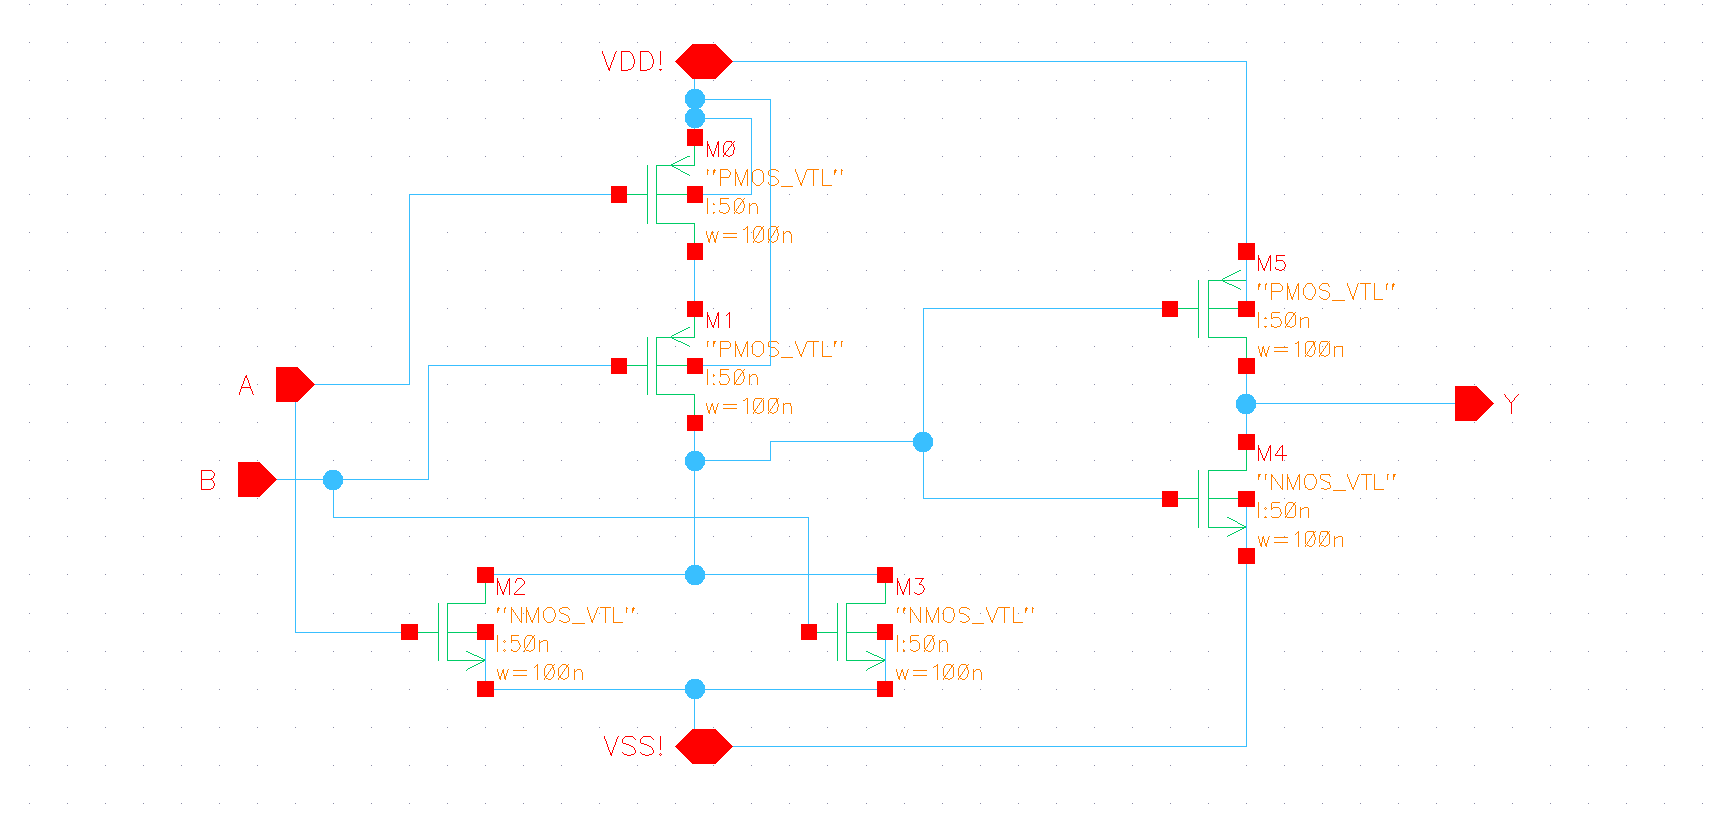 VDD!
M0
"PMOS_VTL"
l:50n
w=100n
M5
"PMOS_VTL"
l:50n
w=100n
M1
"PMOS_VTL"
l:50n
w=100n
A
Y
B
M4
"NMOS_VTL"
l:50n
w=100n
M2
"NMOS_VTL"
l:50n
w=100n
M3
"NMOS_VTL"
l:50n
w=100n
VSS!